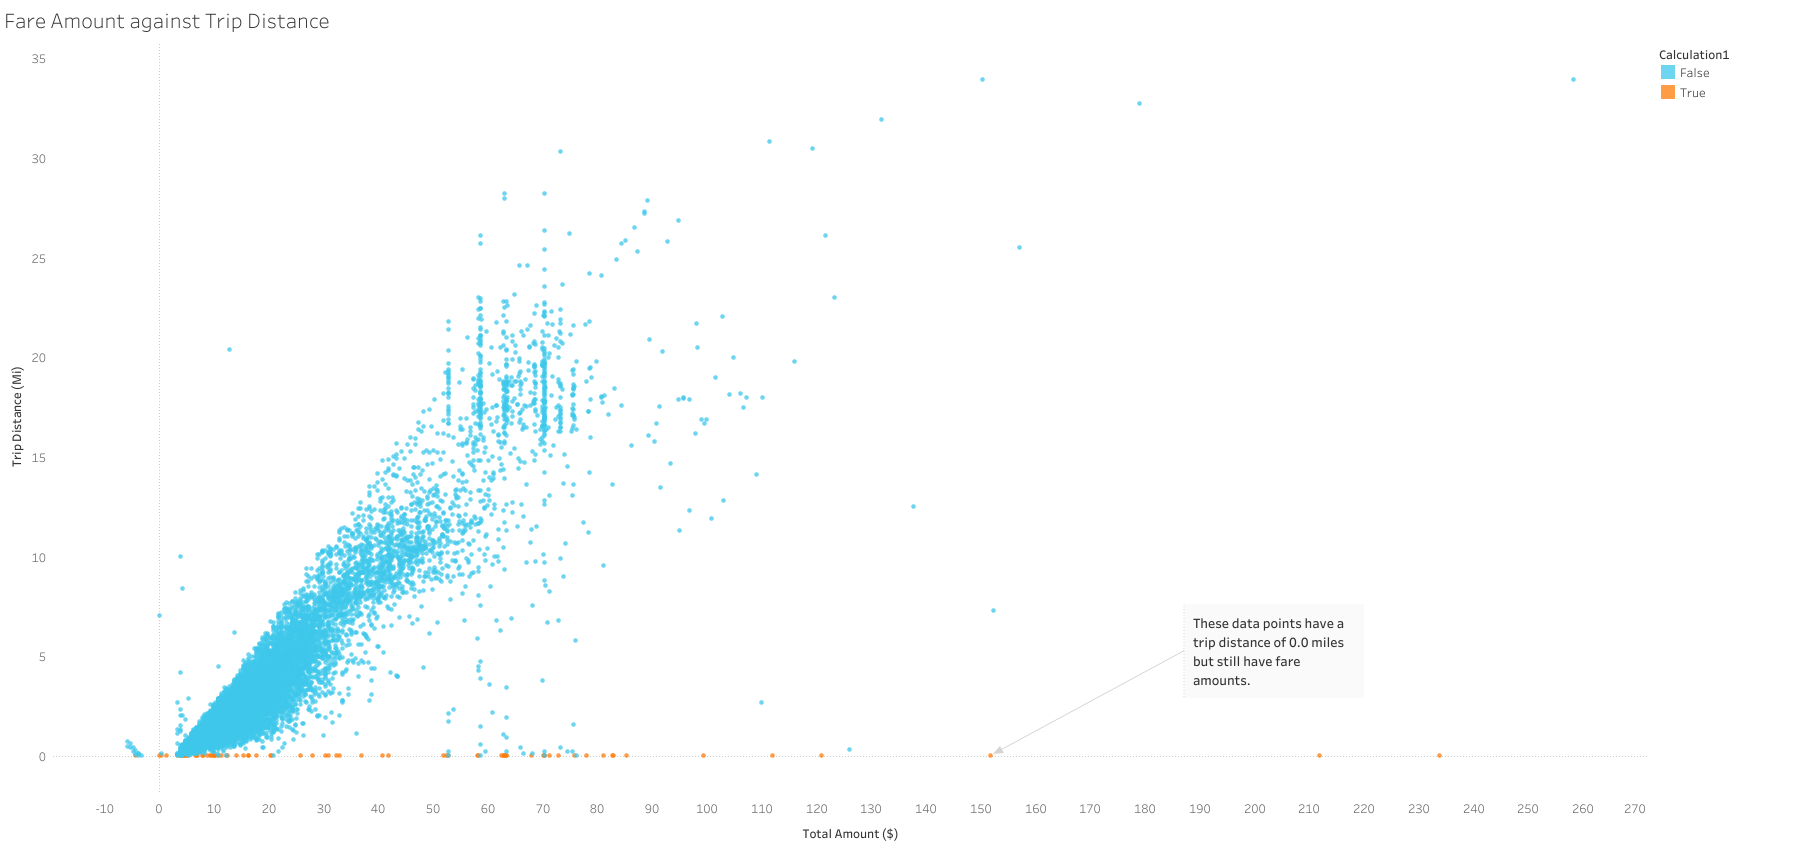 Fare Amount against Trip Distance
Calculation1
False
True
35
30
25
20
15
10
5
0
Trip Distance (Mi)
These data points have a
trip distance of 0.0 miles
but still have fare
amounts.
-10 0 10 20 30 40 50 60 70 80 90 100 110 120 130 140 150 160 170 180 190 200 210 220 230 240 250 260 270
Total Amount ($)